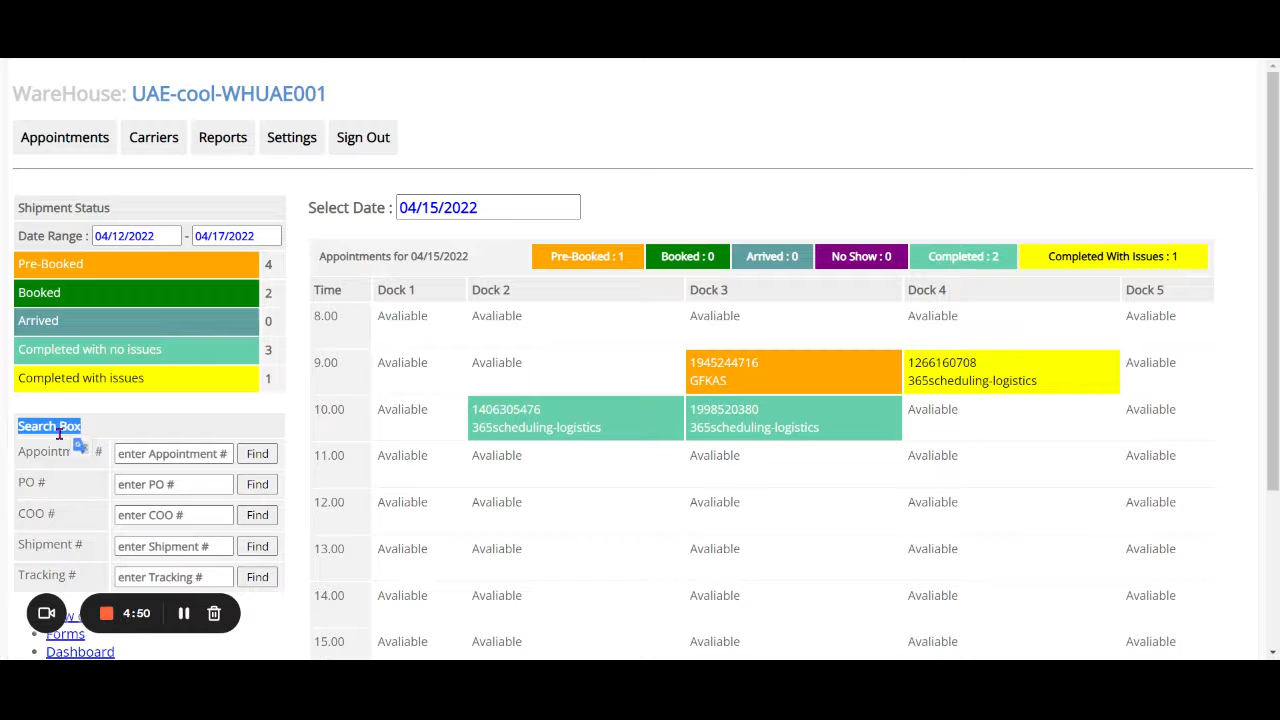 WareHouse: UAE-cool-WHUAE001
Appointments Carriers Reports Settings Sign Out
Shipment Status
Date Range : 04/12/2022 - 04/17/2022
Pre-Booked 4
Booked 2
Arrived 0
Completed with no issues 3
Completed with issues 1
Search Box
# enter Appointment # Find
PO # enter PO # Find
COO # enter COO # Find
Shipment # enter Shipment # Find
Tracking # enter Tracking # Find
4:50
Forms
Dashboard
Select Date : 04/15/2022
Appointments for 04/15/2022 Pre-Booked : 1 Booked : 0 Arrived : 0 No Show : 0 Completed : 2 Completed With Issues : 1
Time Dock 1 Dock 2 Dock 3 Dock 4 Dock 5
8.00 Avaliable Avaliable Avaliable Avaliable Avaliable
9.00 Avaliable Avaliable 1945244716 1266160708 Avaliable
GFKAS 365scheduling-logistics
10.00 Avaliable 1406305476 1998520380 Avaliable Avaliable
365scheduling-logistics 365scheduling-logistics
11.00 Avaliable Avaliable Avaliable Avaliable Avaliable
12.00 Avaliable Avaliable Avaliable Avaliable Avaliable
13.00 Avaliable Avaliable Avaliable Avaliable Avaliable
14.00 Avaliable Avaliable Avaliable Avaliable Avaliable
15.00 Avaliable Avaliable Avaliable Avaliable Avaliable